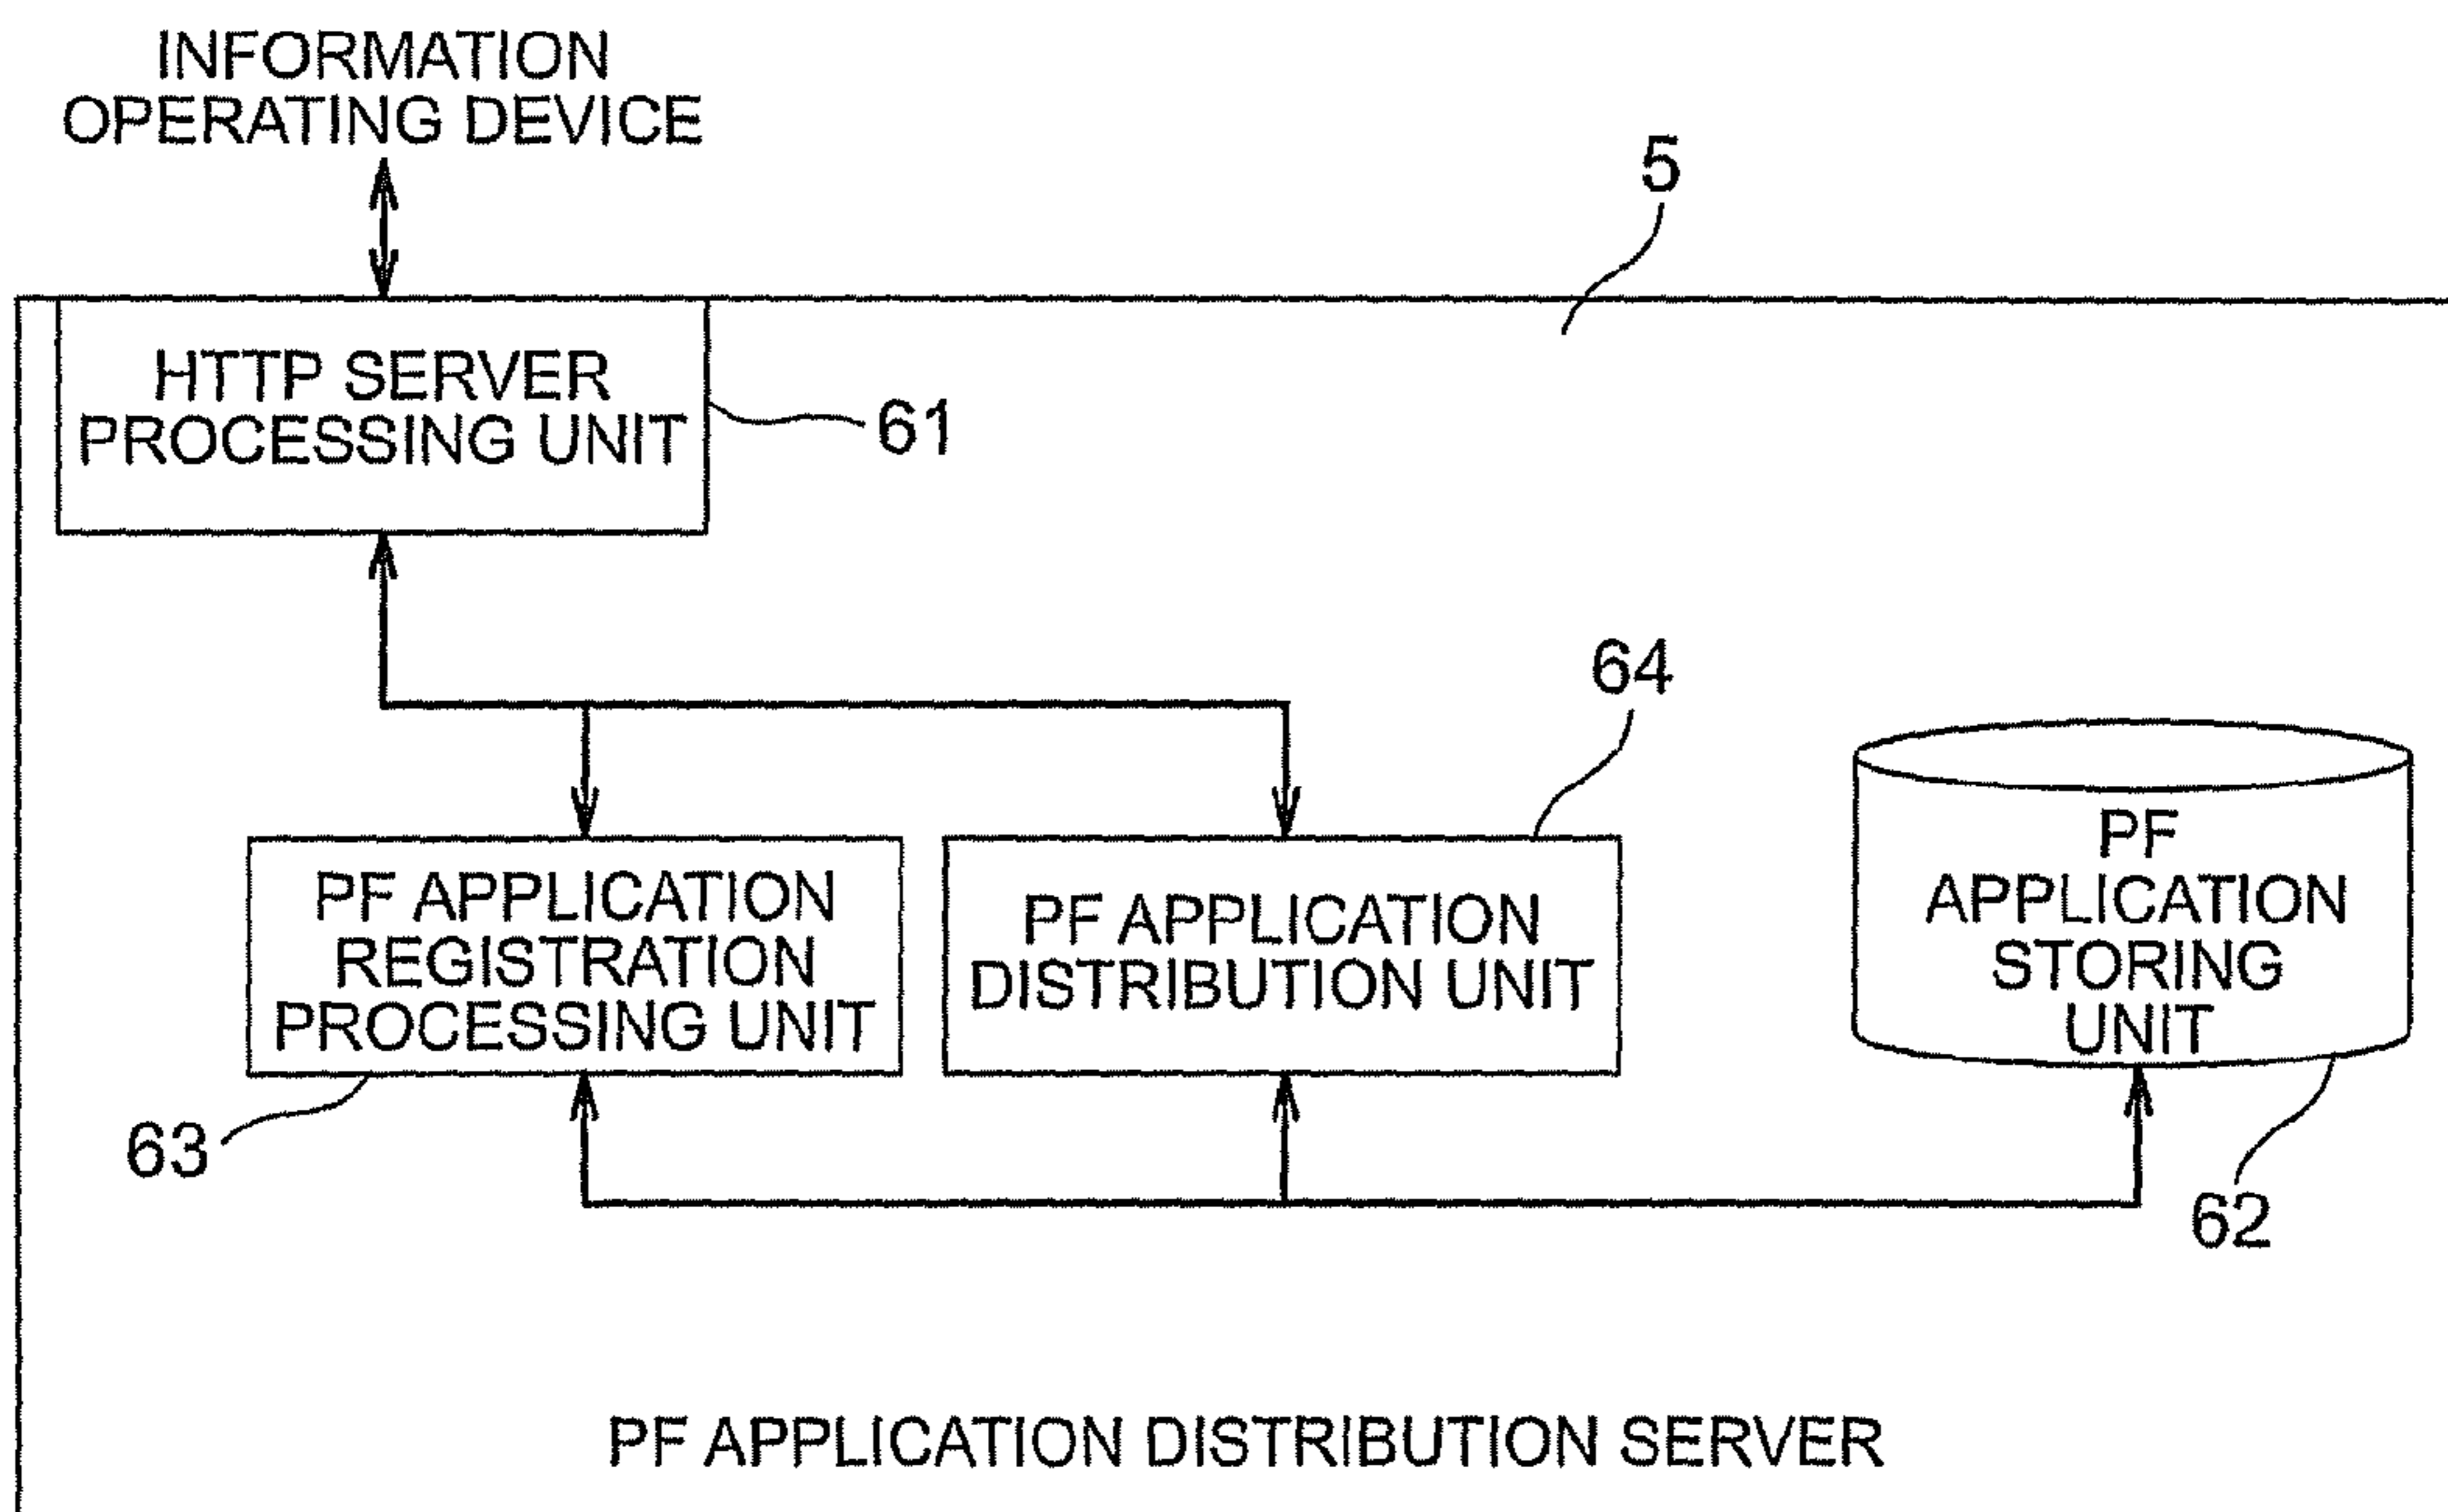 INFORMATION
OPERATING DEVICE
5
HTTP SERVER
PROCESSING UNIT
61
64
PF APPLICATION
REGISTRATION
PROCESSING UNIT
PF APPLICATION
DISTRIBUTION UNIT
PF
APPLICATION
STORING
UNIT
63
62
PF APPLICATION DISTRIBUTION SERVER